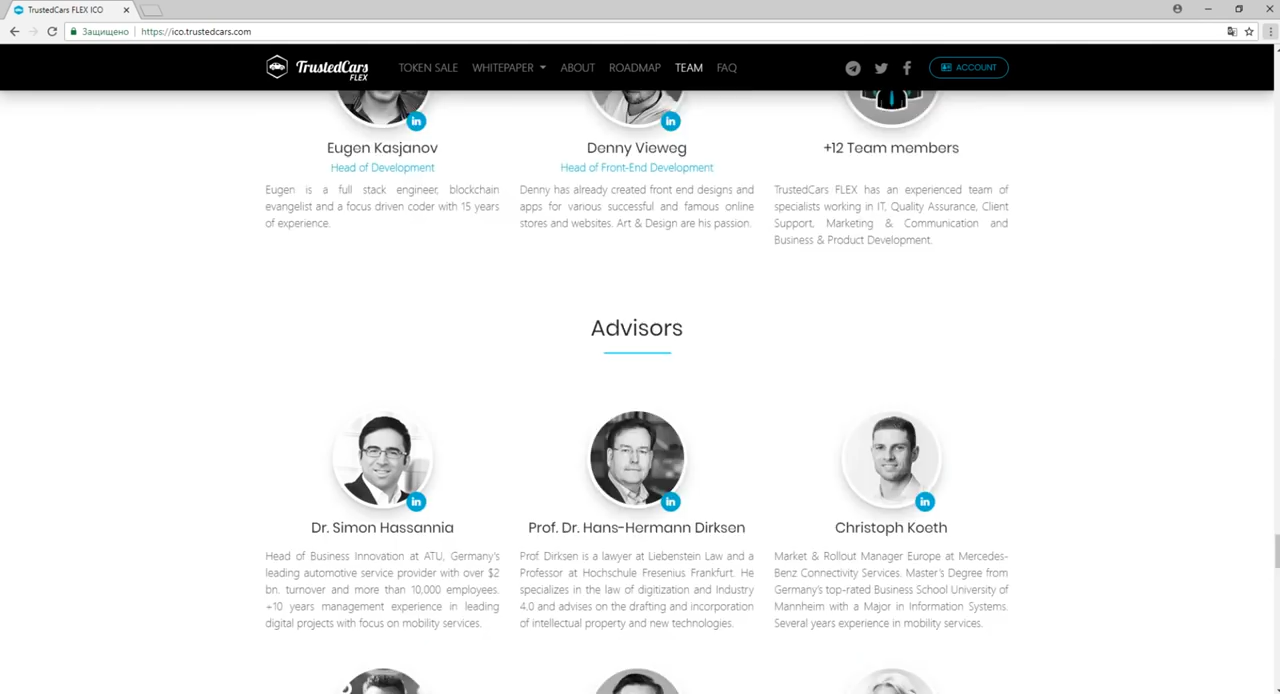 TrustedCars FLEX ICO
Защищено https://ico.trustedcars.com
TrustedCars FLEX TOKEN SALE WHITEPAPER ABOUT ROADMAP TEAM FAQ ACCOUNT
in in
Eugen Kasjanov
Head of Development
Eugen is a full stack engineer, blockchain
evangelist and a focus driven coder with 15 years
of experience.
Denny Vieweg
Head of Front-End Development
Denny has already created front end designs and
apps for various successful and famous online
stores and websites. Art & Design are his passion.
+12 Team members
TrustedCars FLEX has an experienced team of
specialists working in IT, Quality Assurance, Client
Support, Marketing & Communication and
Business & Product Development.
Advisors
in in in
Dr. Simon Hassannia
Head of Business Innovation at ATU, Germany's
leading automotive service provider with over $2
bn. turnover and more than 10,000 employees.
+10 years management experience in leading
digital projects with focus on mobility services.
Prof. Dr. Hans-Hermann Dirksen
Prof. Dirksen is a lawyer at Liebenstein Law and a
Professor at Hochschule Fresenius Frankfurt. He
specializes in the law of digitization and Industry
4.0 and advises on the drafting and incorporation
of intellectual property and new technologies.
Christoph Koeth
Market & Rollout Manager Europe at Mercedes-
Benz Connectivity Services. Master's Degree from
Germany's top-rated Business School University of
Mannheim with a Major in Information Systems.
Several years experience in mobility services.